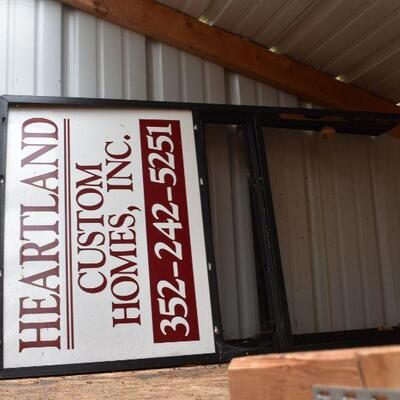 HEARTLAND
CUSTOM
HOMES, INC.
352-242-5251